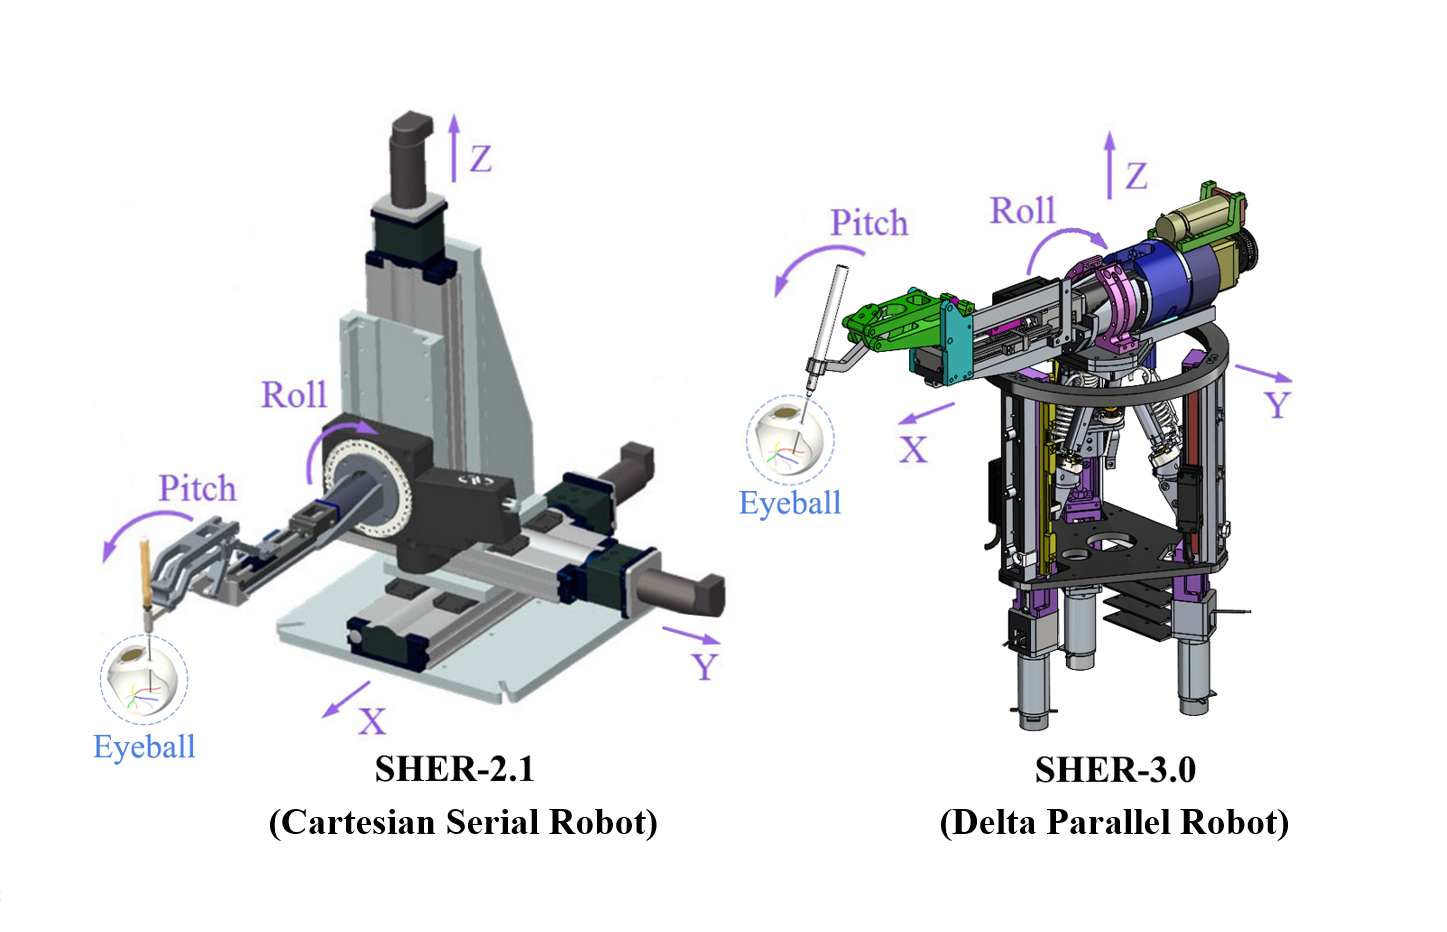 Z
Roll
Pitch
Y
X
Eyeball
SHER-2.1
(Cartesian Serial Robot)
Z
Roll
Pitch
Y
X
Eyeball
SHER-3.0
(Delta Parallel Robot)